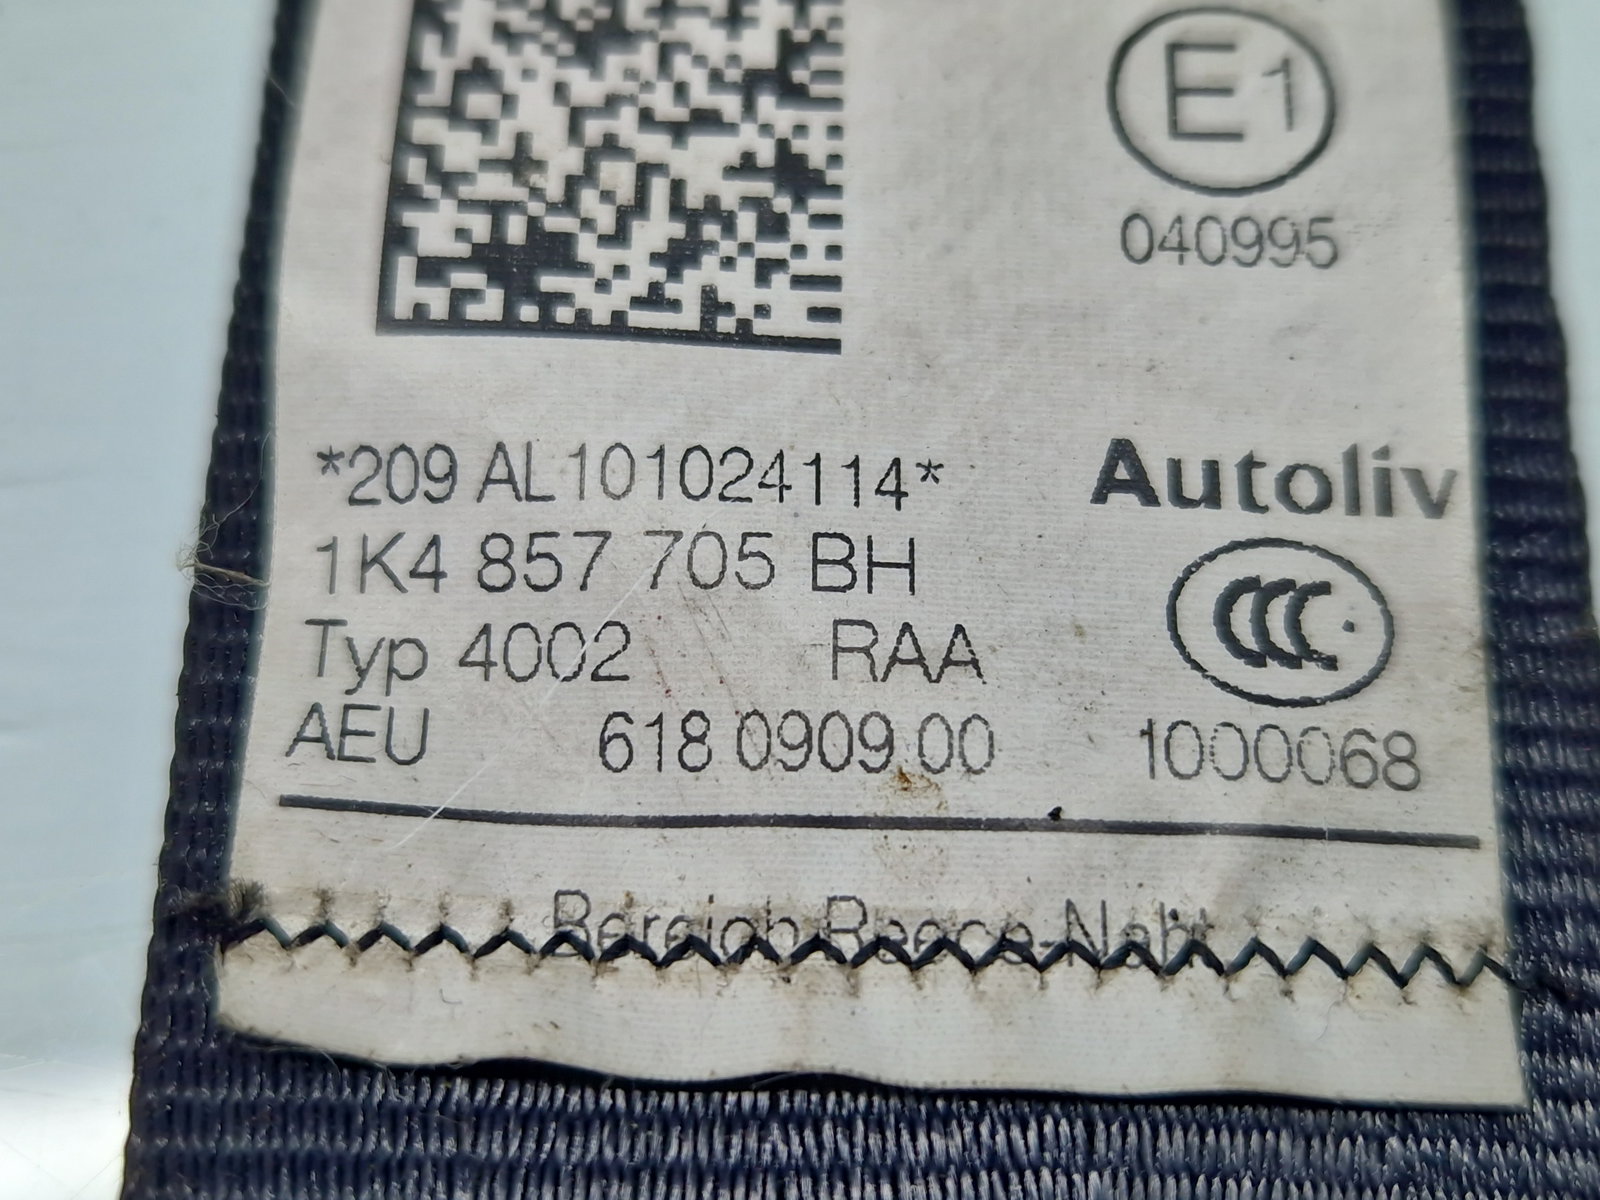 E1
040995
*209 AL101024114* Autoliv
1K4 857 705 BH
Typ 4002 RAA CCC
AEU 618 0909 00 1000068
Bereich Reece-Naht